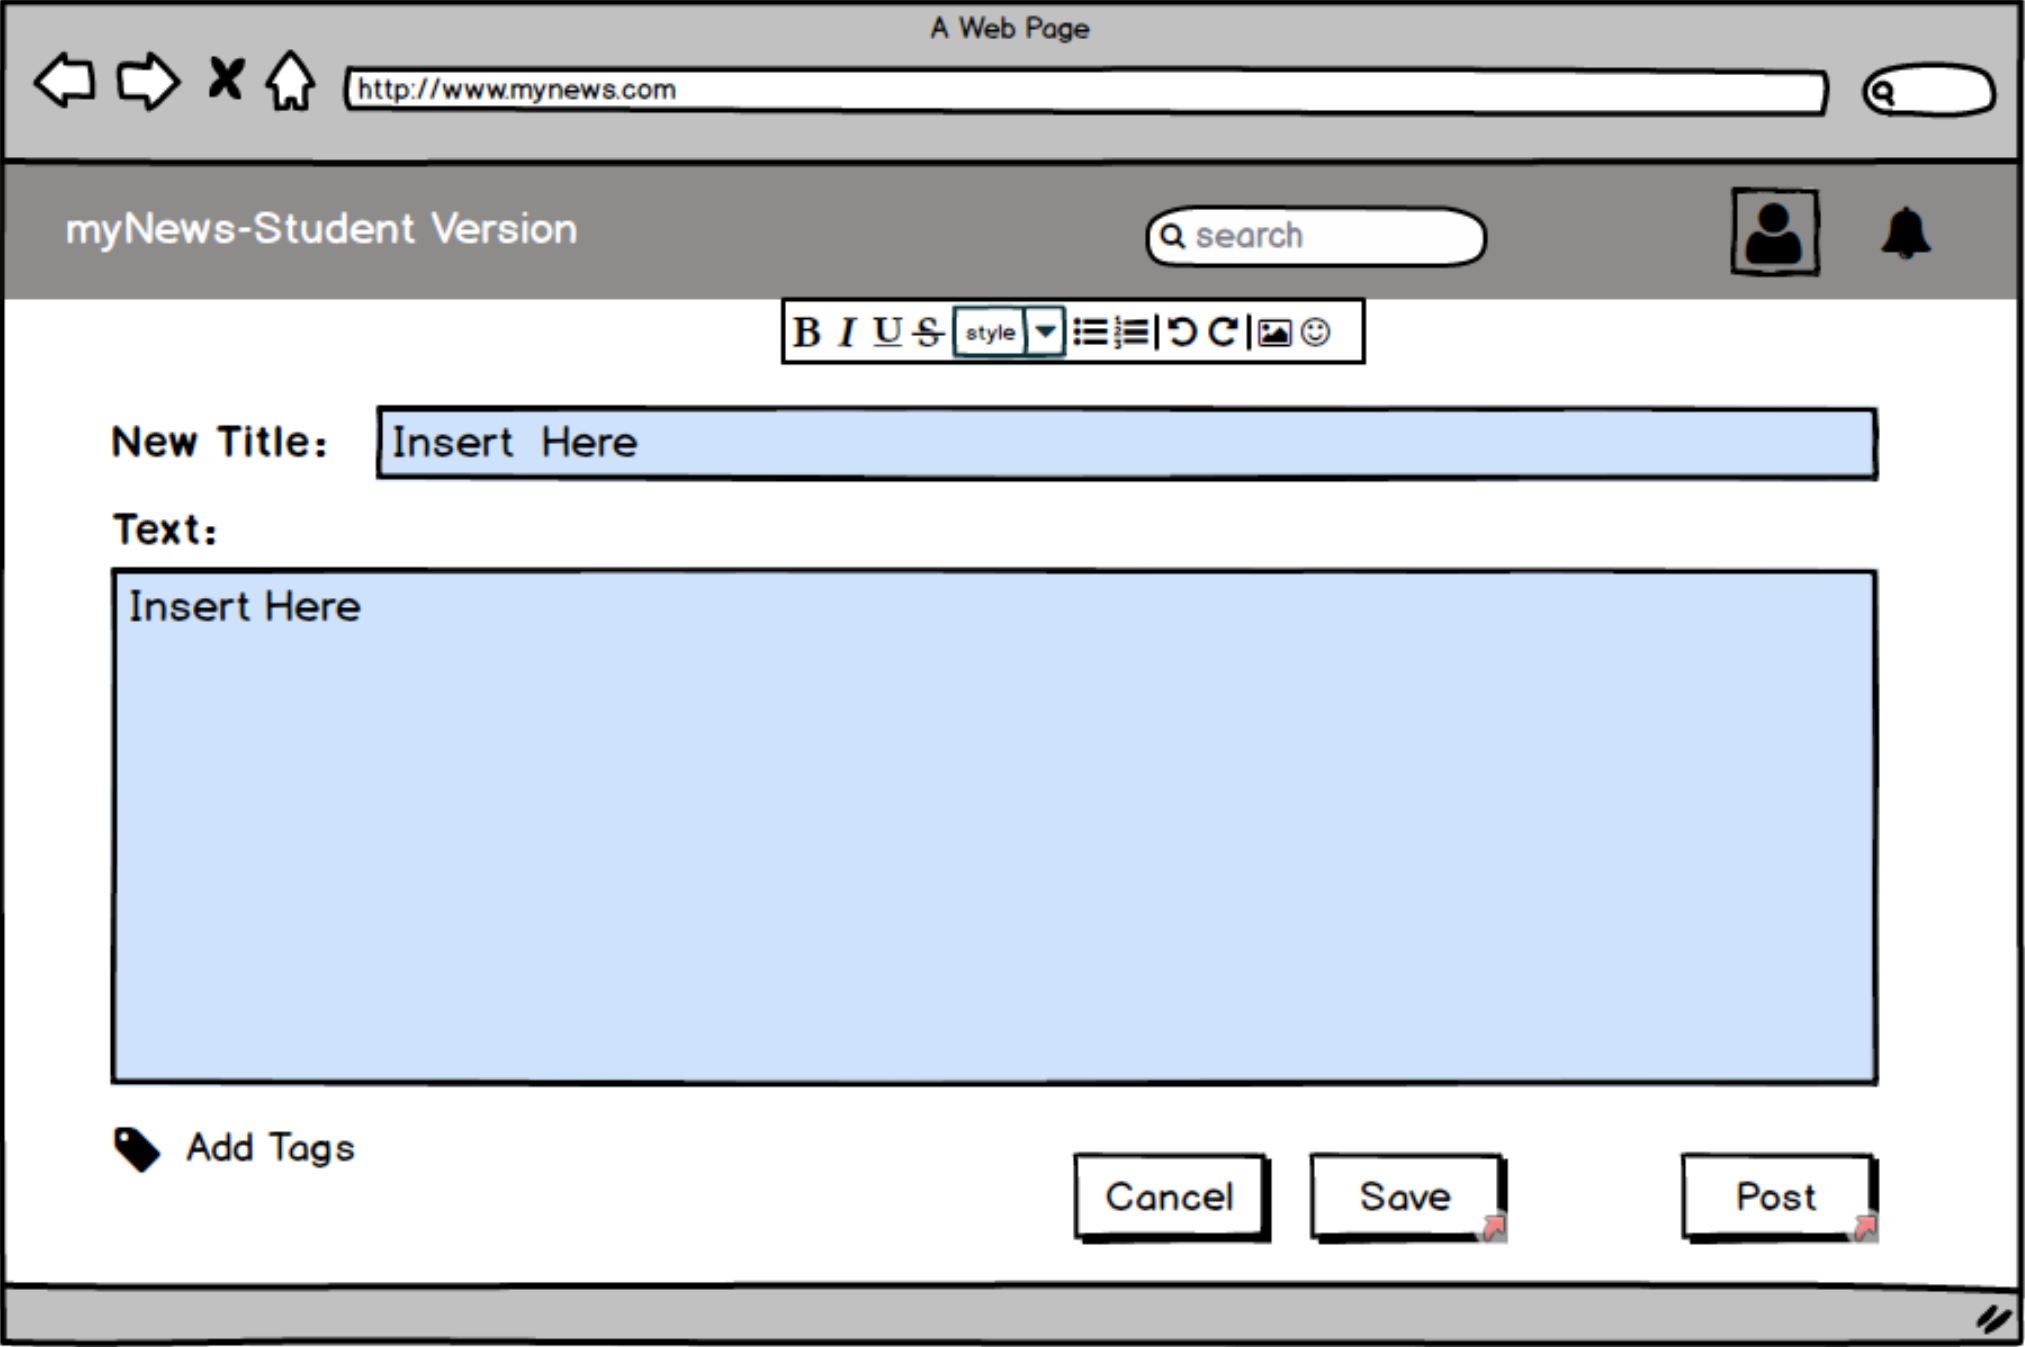 A Web Page
http://www.mynews.com
myNews-Student Version
search
B I U S style
New Title: Insert Here
Text:
Insert Here
Add Tags
Cancel Save Post